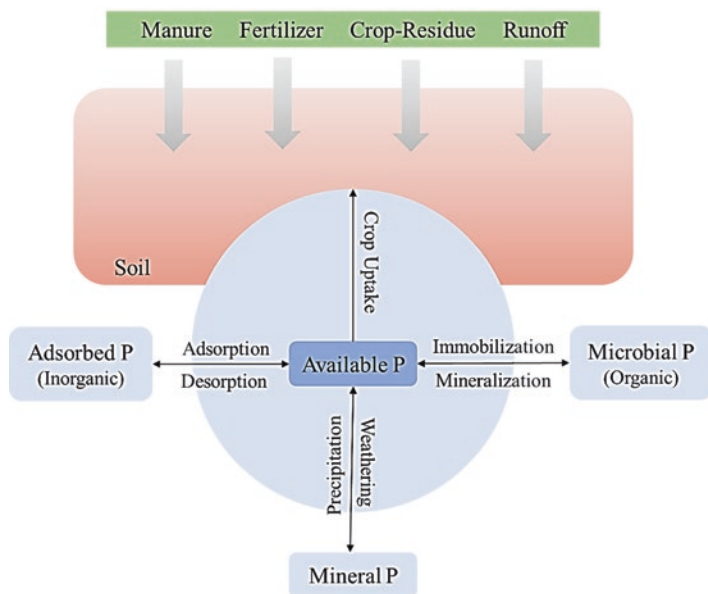 Manure Fertilizer Crop-Residue Runoff
Soil
Crop Uptake
Adsorbed P
(Inorganic)
Adsorption
Desorption
Available P
Immobilization
Mineralization
Microbial P
(Organic)
Precipitation
Weathering
Mineral P